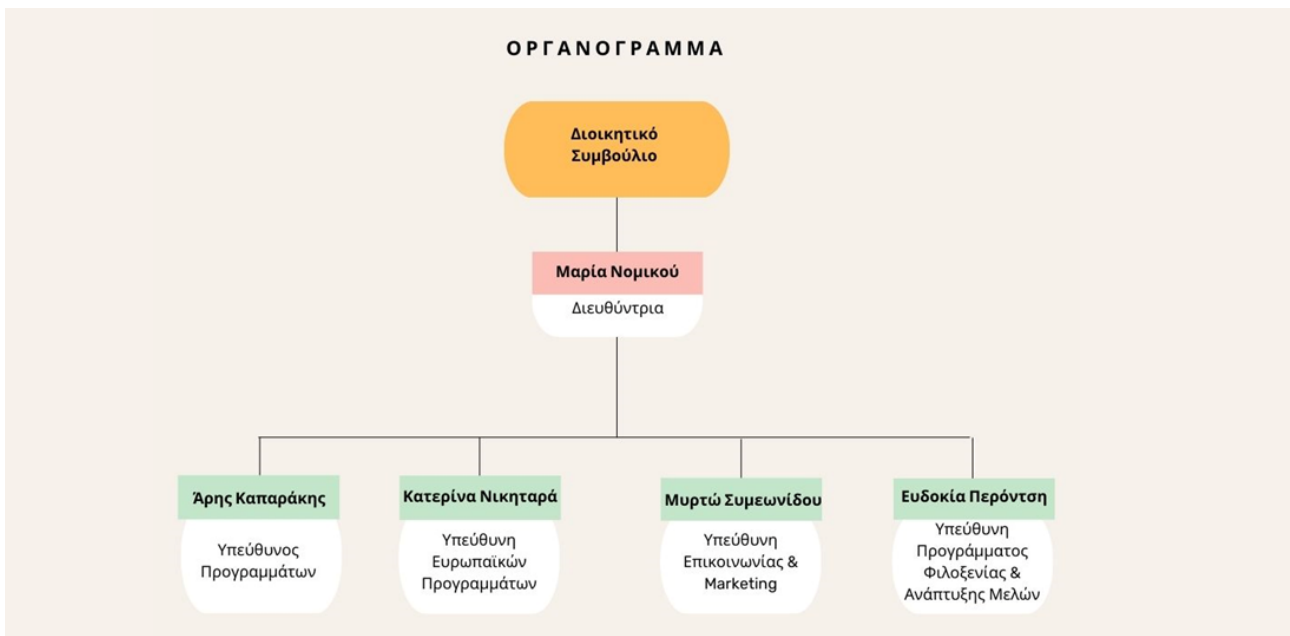 ΟΡΓΑΝΟΓΡΑΜΜΑ
Διοικητικό
Συμβούλιο
Μαρία Νομικού
Διευθύντρια
Άρης Καπαράκης
Υπεύθυνος
Προγραμμάτων
Κατερίνα Νικηταρά
Υπεύθυνη
Ευρωπαϊκών
Προγραμμάτων
Μυρτώ Συμεωνίδου
Υπεύθυνη
Επικοινωνίας &
Marketing
Ευδοκία Περόντση
Υπεύθυνη
Προγράμματος
Φιλοξενίας &
Ανάπτυξης Μελών